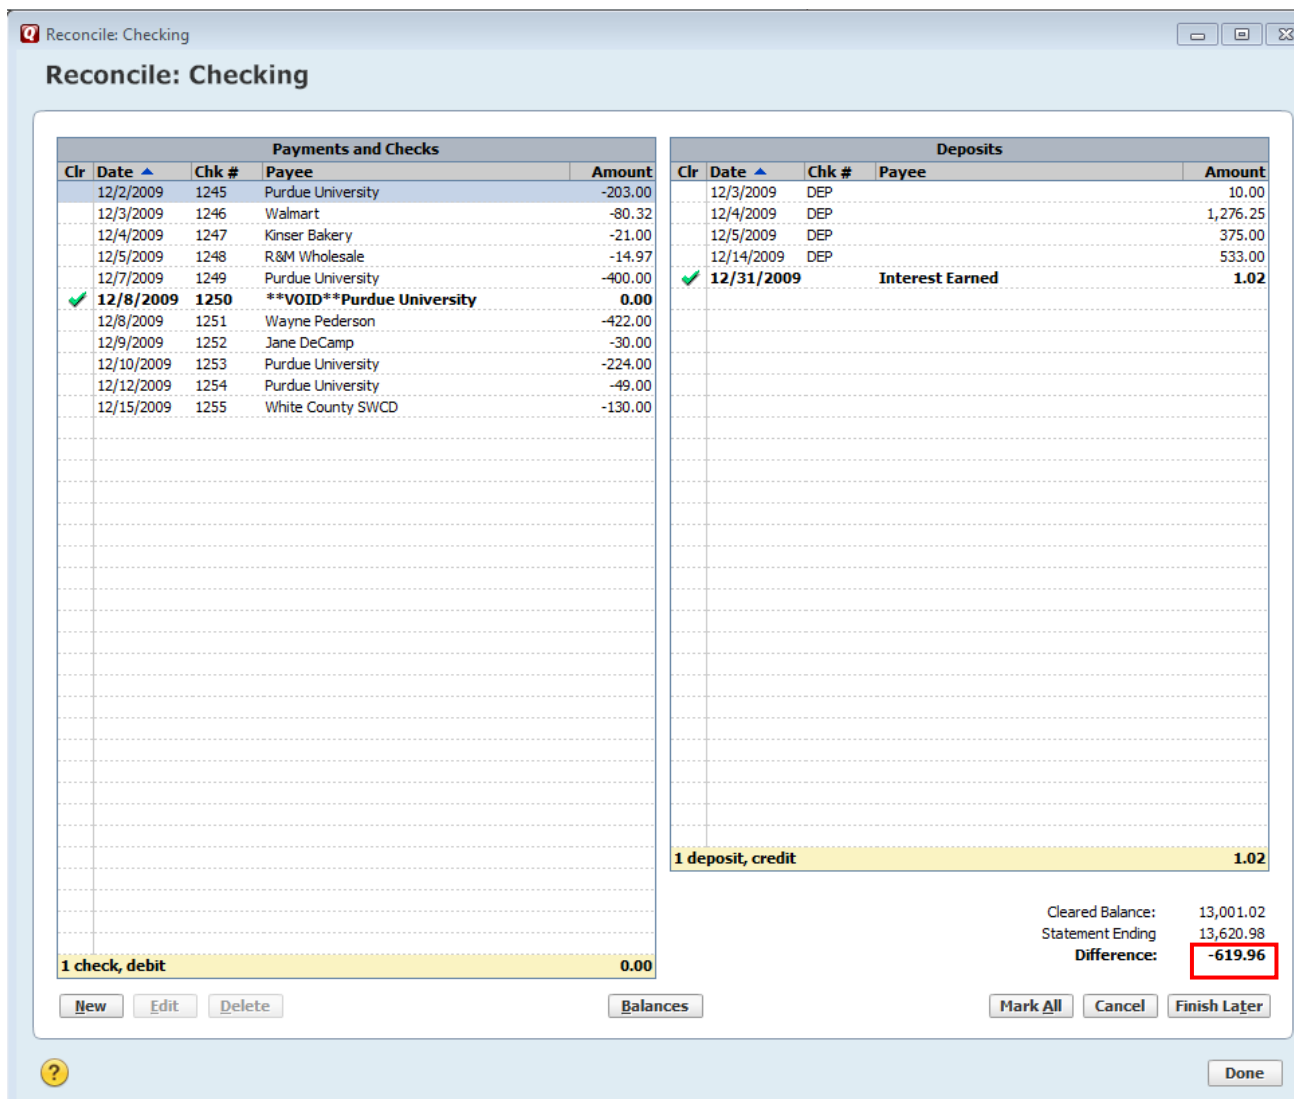 Reconcile: Checking
Reconcile: Checking
Payments and Checks
Clr Date Chk # Payee Amount
12/2/2009 1245 Purdue University -203.00
12/3/2009 1246 Walmart -80.32
12/4/2009 1247 Kinser Bakery -21.00
12/5/2009 1248 R&M Wholesale -14.97
12/7/2009 1249 Purdue University -400.00
12/8/2009 1250 **VOID**Purdue University 0.00
12/8/2009 1251 Wayne Pederson -422.00
12/9/2009 1252 Jane DeCamp -30.00
12/10/2009 1253 Purdue University -224.00
12/12/2009 1254 Purdue University -49.00
12/15/2009 1255 White County SWCD -130.00
1 check, debit 0.00
Deposits
Clr Date Chk # Payee Amount
12/3/2009 DEP 10.00
12/4/2009 DEP 1,276.25
12/5/2009 DEP 375.00
12/14/2009 DEP 533.00
12/31/2009 Interest Earned 1.02
1 deposit, credit 1.02
Cleared Balance: 13,001.02
Statement Ending 13,620.98
Difference: -619.96
New Edit Delete Balances Mark All Cancel Finish Later
? Done